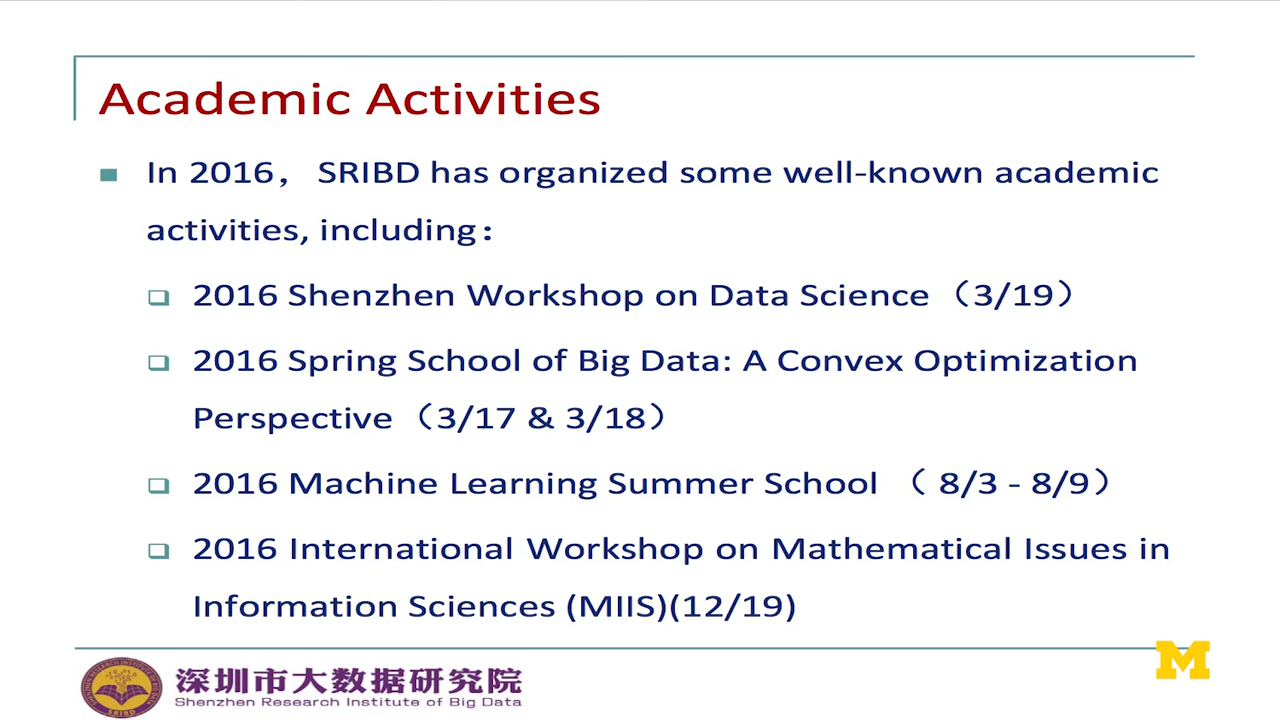 Academic Activities
In 2016， SRIBD has organized some well-known academic
activities, including：
2016 Shenzhen Workshop on Data Science（3/19）
2016 Spring School of Big Data: A Convex Optimization
Perspective（3/17 & 3/18）
2016 Machine Learning Summer School （ 8/3 - 8/9）
2016 International Workshop on Mathematical Issues in
Information Sciences (MIIS)(12/19)
M
深圳市大数据研究院
Shenzhen Research Institute of Big Data
SRIBD